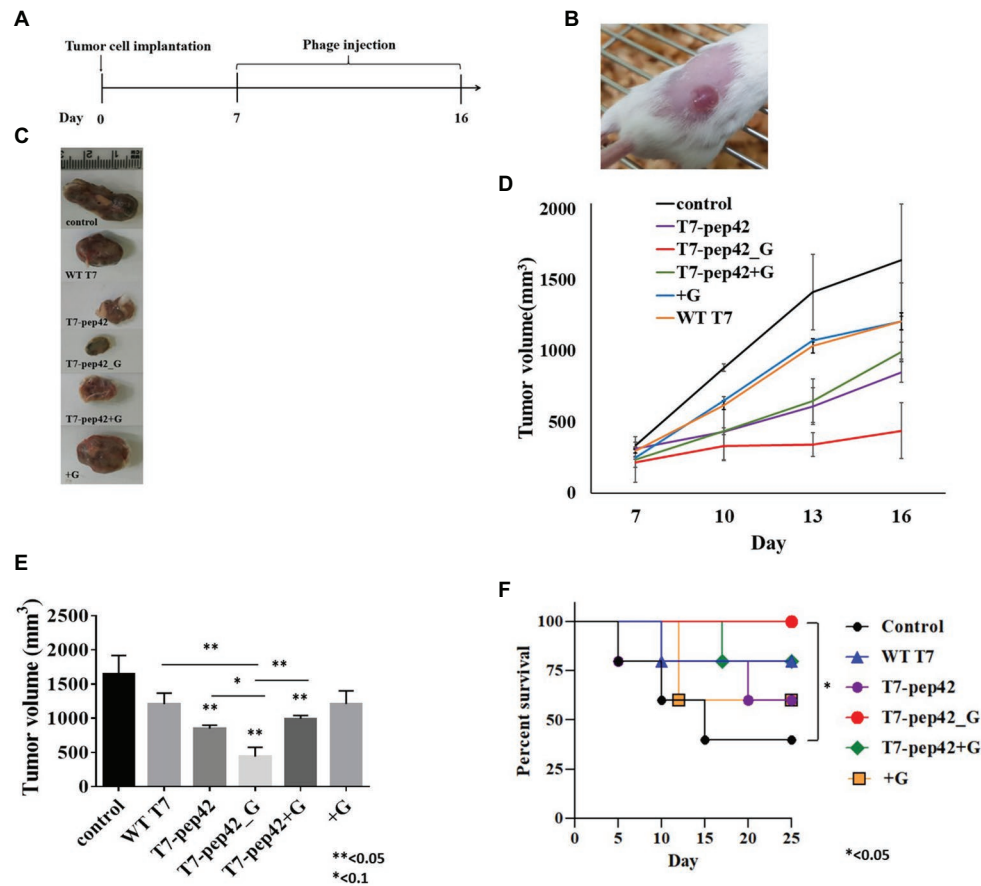 A
Tumor cell implantation
Phage injection
Day
0
7
16
B
C
3 2 1
control
WT T7
T7-pep42
T7-pep42_G
T7-pep42+G
+G
D
Tumor volume(mm³)
2000
1500
1000
500
0
control
T7-pep42
T7-pep42_G
T7-pep42+G
+G
WT T7
7 10 13 16
Day
E
Tumor volume (mm³)
2500
2000
1500
1000
500
0
**
**
*
**
**
**
control WT T7 T7-pep42 T7-pep42_G T7-pep42+G +G
**<0.05
*<0.1
F
Percent survival
100
75
50
25
0
0 5 10 15 20 25
Day
*
Control
WT T7
T7-pep42
T7-pep42_G
T7-pep42+G
+G
*<0.05